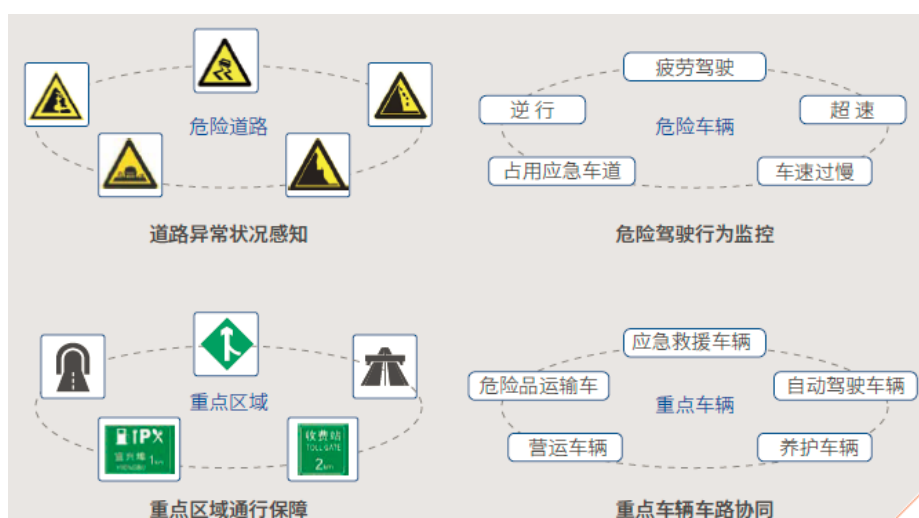 疲劳驾驶
逆行
超速
危险道路
危险车辆
占用应急车道
车速过慢
道路异常状况感知
危险驾驶行为监控
应急救援车辆
危险品运输车
自动驾驶车辆
重点区域
重点车辆
P
1km
收费站
TOLL GATE
2km
营运车辆
养护车辆
重点区域通行保障
重点车辆车路协同